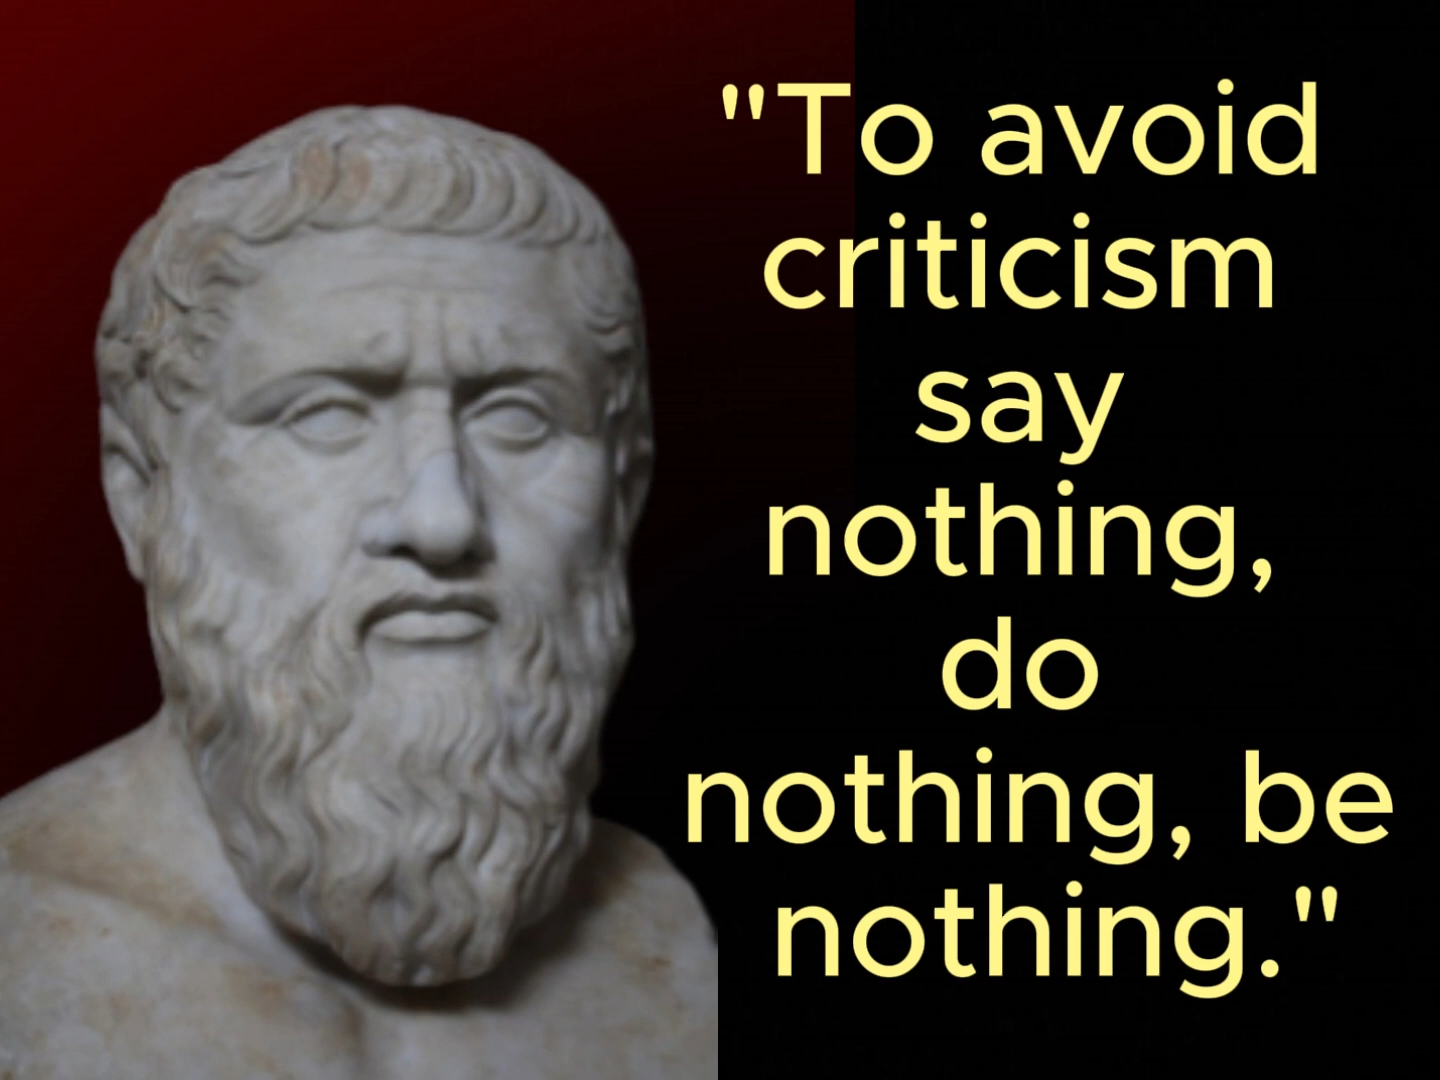 "To avoid
criticism
say
nothing,
do
nothing, be
nothing."